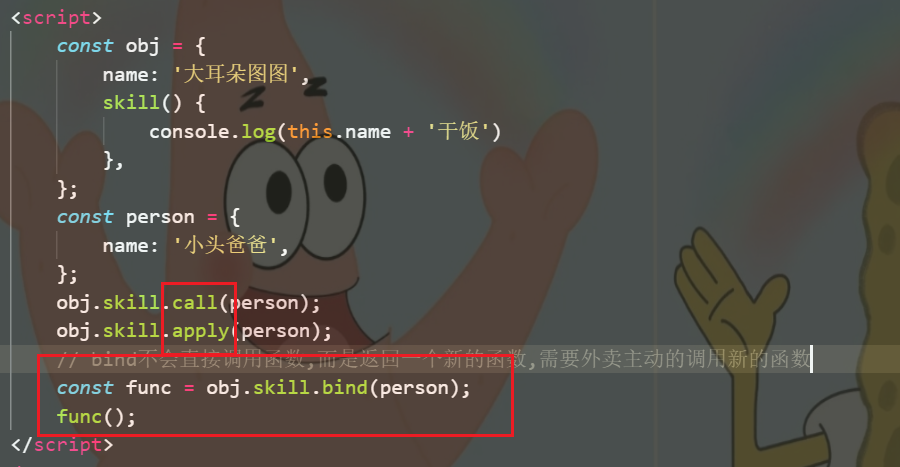 <script>
const obj = {
name: '大耳朵图图',
skill() {
console.log(this.name + '干饭')
},
};
const person = {
name: '小头爸爸',
};
obj.skill.call(person);
obj.skill.apply(person);
// bind不会直接调用函数,而是返回一个新的函数,需要外卖主动的调用新的函数
const func = obj.skill.bind(person);
func();
</script>